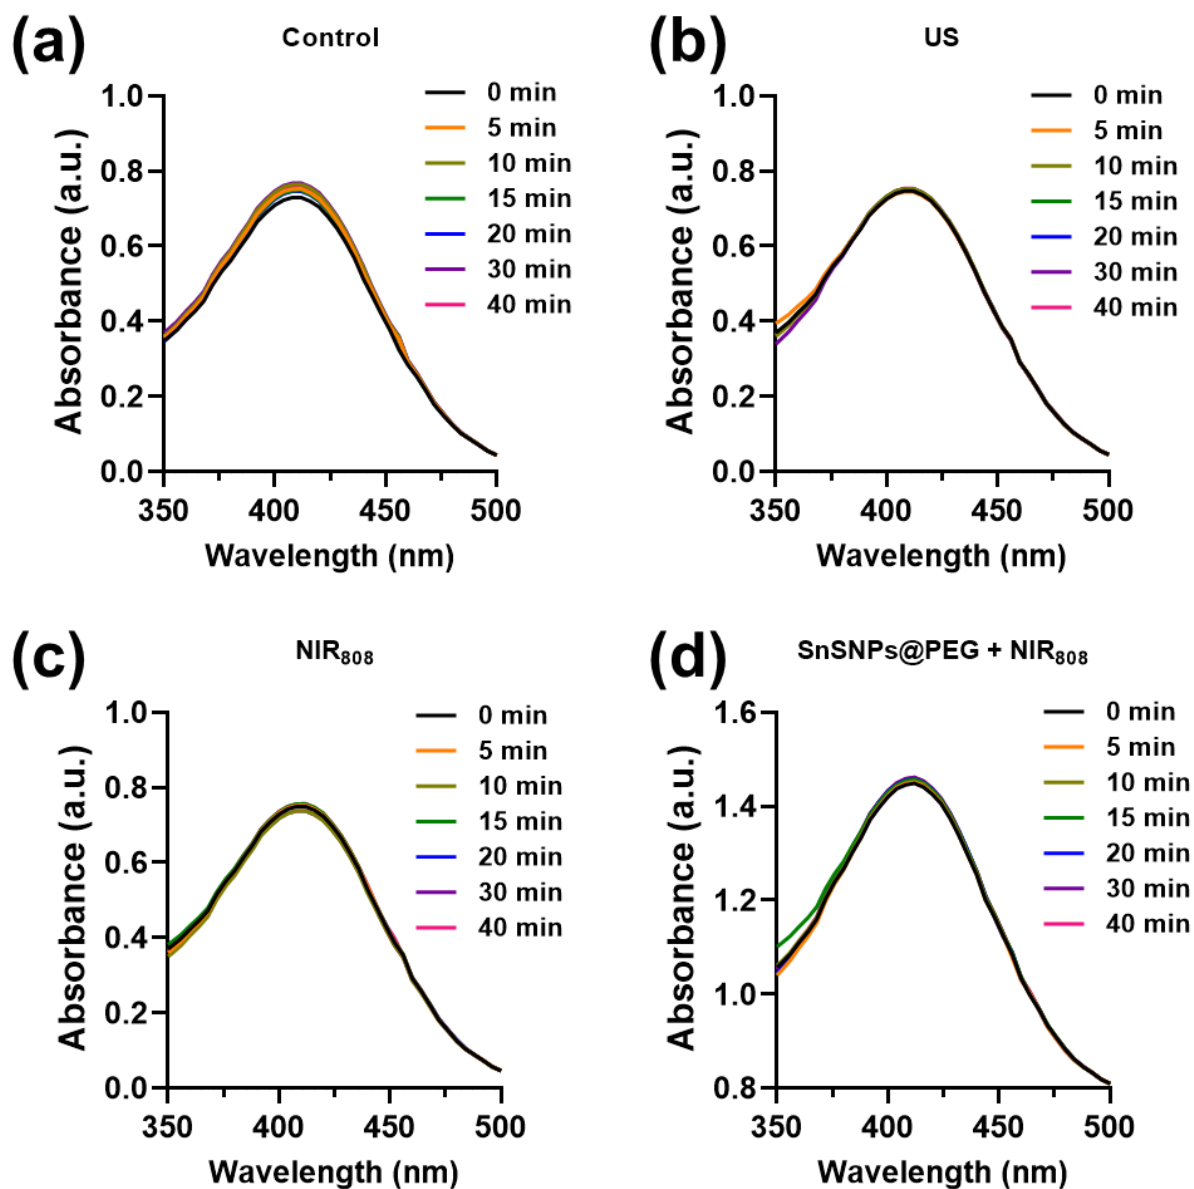 (a)
Control
0 min
5 min
10 min
15 min
20 min
30 min
40 min
1.0
0.8
0.6
0.4
0.2
0.0
350
400
450
500
Absorbance (a.u.)
Wavelength (nm)
(b)
US
0 min
5 min
10 min
15 min
20 min
30 min
40 min
1.0
0.8
0.6
0.4
0.2
0.0
350
400
450
500
Absorbance (a.u.)
Wavelength (nm)
(c)
NIR₈₀₈
0 min
5 min
10 min
15 min
20 min
30 min
40 min
1.0
0.8
0.6
0.4
0.2
0.0
350
400
450
500
Absorbance (a.u.)
Wavelength (nm)
(d)
SnSNPs@PEG + NIR₈₀₈
0 min
5 min
10 min
15 min
20 min
30 min
40 min
1.6
1.4
1.2
1.0
0.8
350
400
450
500
Absorbance (a.u.)
Wavelength (nm)